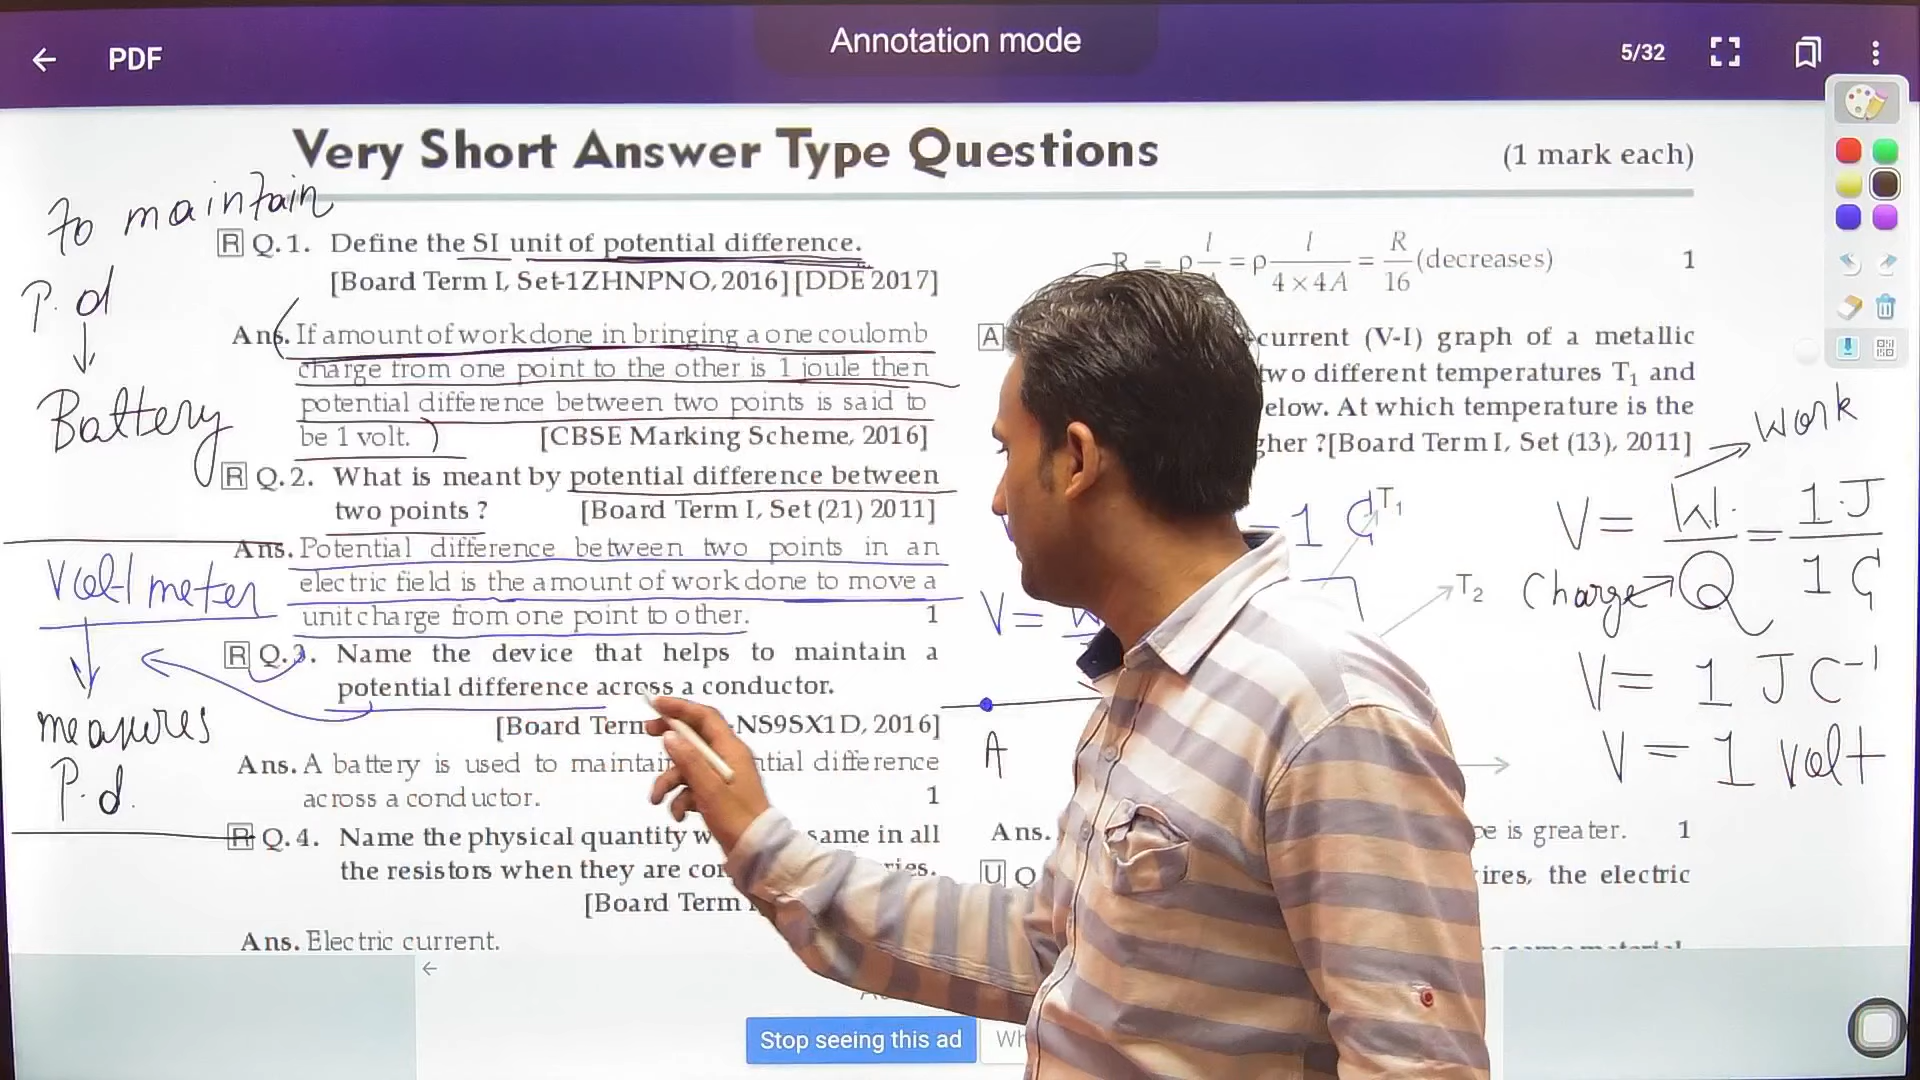 Annotation mode
PDF
5/32
Very Short Answer Type Questions
(1 mark each)
To maintain
P.d
Battery
Voltmeter
measures
P.d.
R Q.1. Define the SI unit of potential difference.
[Board Term I, Set-1ZHNPNO, 2016] [DDE 2017]
Ans. If amount of work done in bringing a one coulomb
charge from one point to the other is 1 joule then
potential difference between two points is said to
be 1 volt.
[CBSE Marking Scheme, 2016]
R Q.2. What is meant by potential difference between
two points ?
[Board Term I, Set (21) 2011]
Ans. Potential difference between two points in an
electric field is the amount of work done to move a
unit charge from one point to other. 1
R Q.3. Name the device that helps to maintain a
potential difference across a conductor.
[Board Term -NS9SX1D, 2016]
Ans. A battery is used to maintain difference
across a conductor. 1
R Q.4. Name the physical quantity same in all
the resistors when they are
[Board Term
Ans. Electric current.
R = ρ l = ρ l / 4 × 4A = R / 16 (decreases) 1
A
current (V-I) graph of a metallic
two different temperatures T1 and
elow. At which temperature is the
gher ?[Board Term I, Set (13), 2011]
T1
T2
= 1 C
V = W
A
Work
V = W / Q = 1 J / 1 C
Charge
V = 1 J C-1
V = 1 Volt
Ans.
is greater. 1
U Q
ires, the electric
Stop seeing this ad
Wh